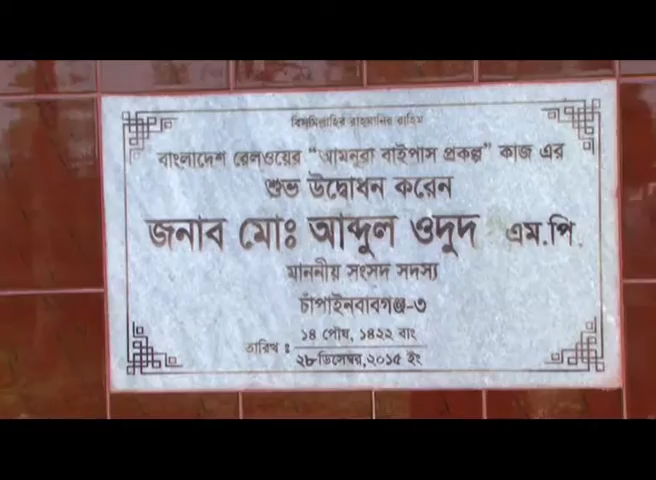 বিসমিল্লাহির রাহমানির রাহিম
বাংলাদেশ রেলওয়ের “আমনুরা বাইপাস প্রকল্প” কাজ এর
শুভ উদ্বোধন করেন
জনাব মোঃ আব্দুল ওদুদ এম.পি.
মাননীয় সংসদ সদস্য
চাঁপাইনবাবগঞ্জ-৩
১৪ পৌষ, ১৪২২ বাং
তারিখ :
২৮ ডিসেম্বর, ২০১৫ ইং